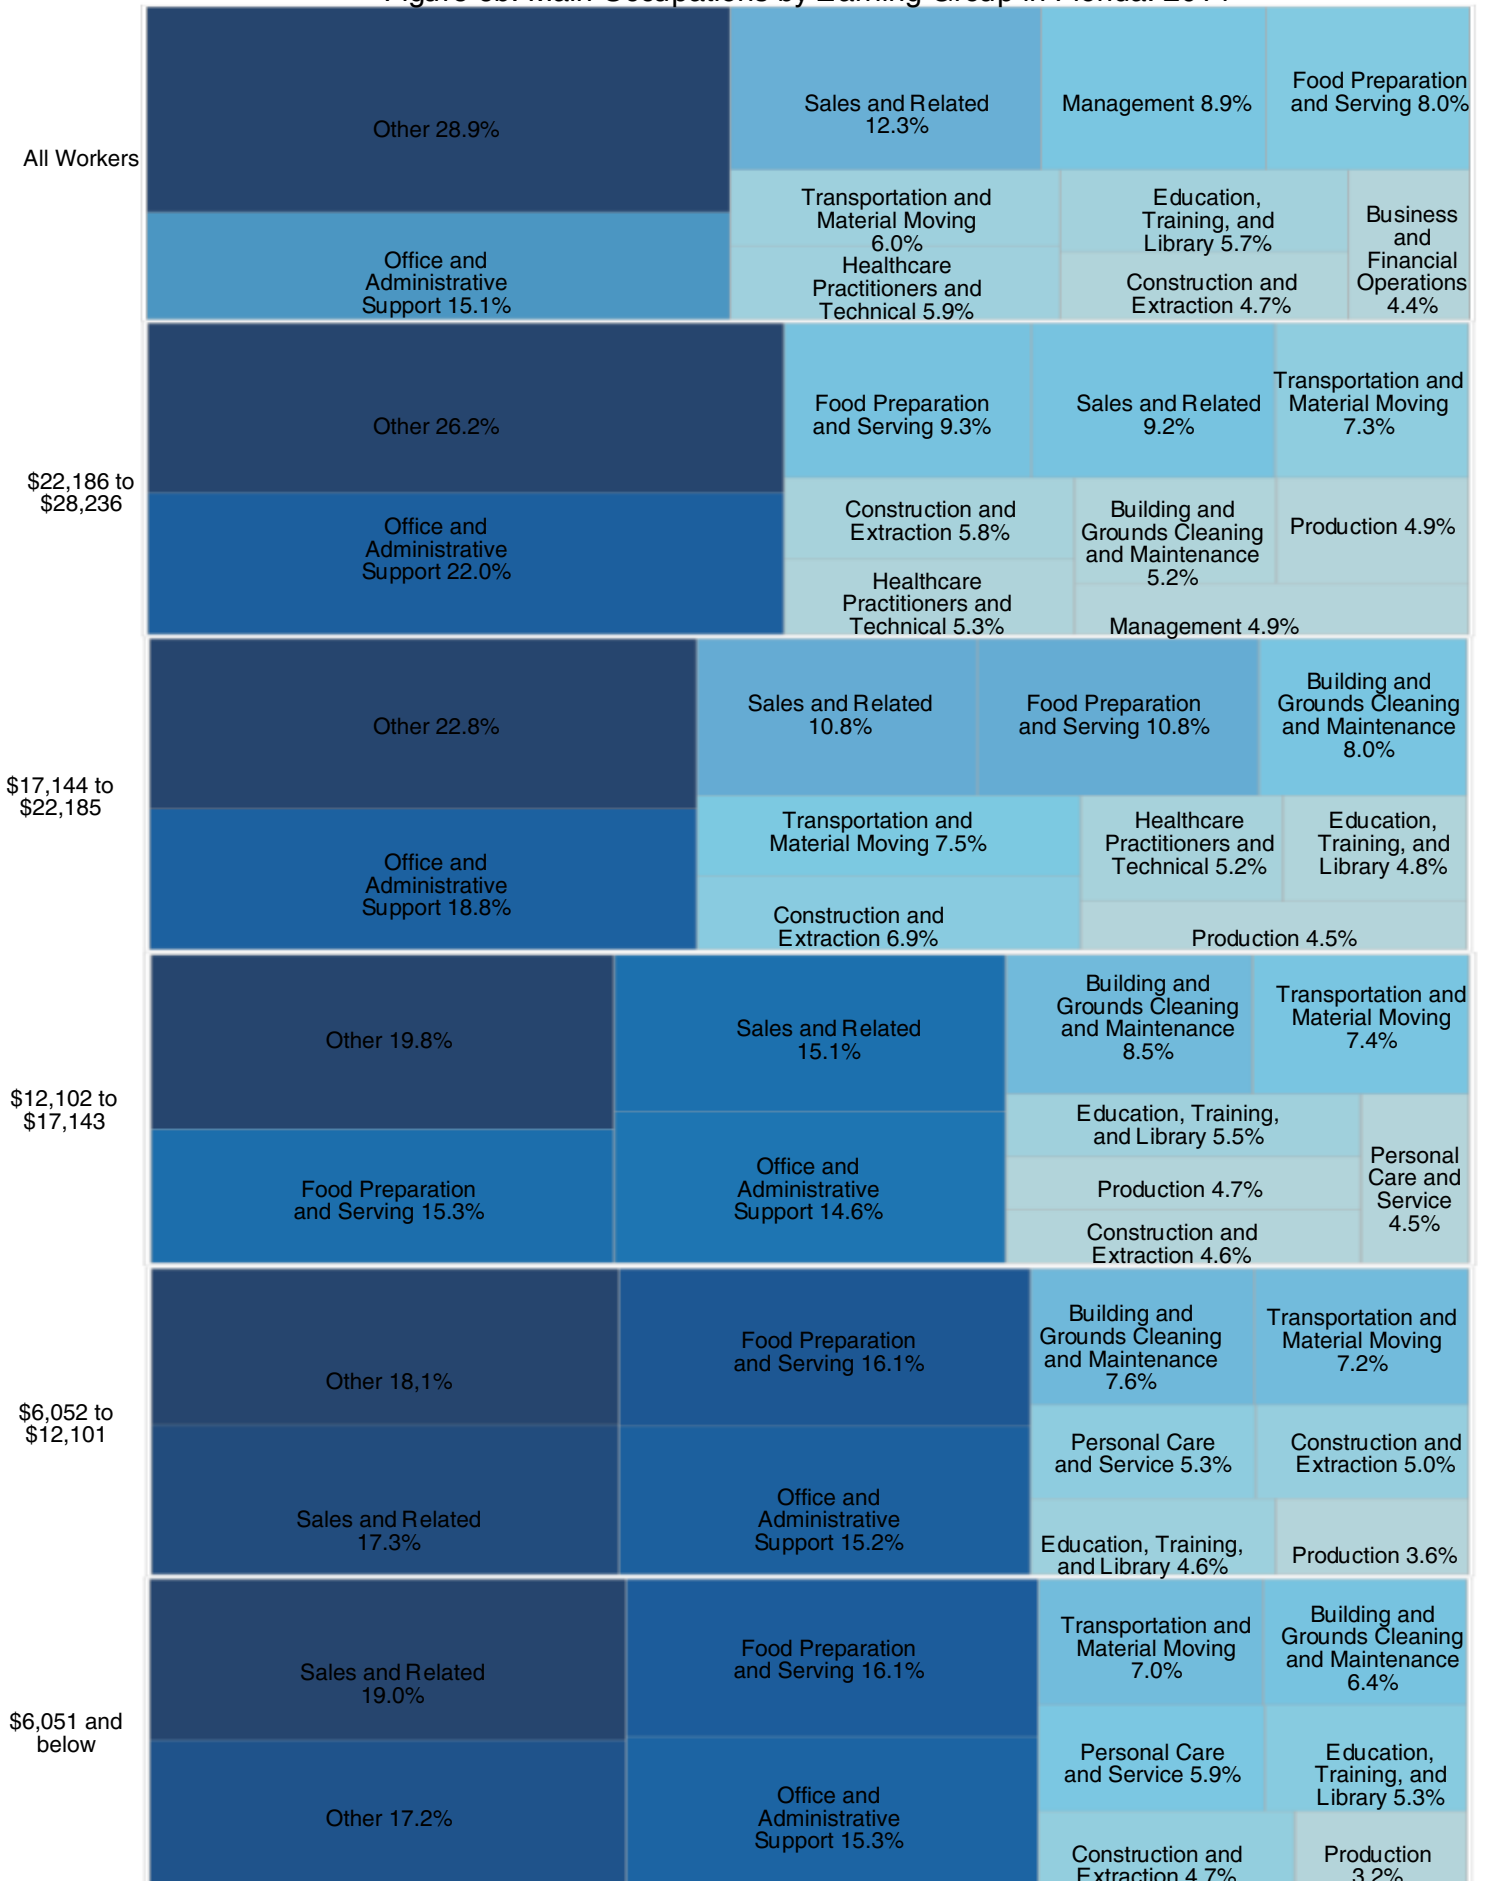 All Workers
Other 28.9%
Office and
Administrative
Support 15.1%
Sales and Related
12.3%
Management 8.9%
Food Preparation
and Serving 8.0%
Transportation and
Material Moving
6.0%
Healthcare
Practitioners and
Technical 5.9%
Education,
Training, and
Library 5.7%
Construction and
Extraction 4.7%
Business
and
Financial
Operations
4.4%
$22,186 to
$28,236
Other 26.2%
Office and
Administrative
Support 22.0%
Food Preparation
and Serving 9.3%
Sales and Related
9.2%
Transportation and
Material Moving
7.3%
Construction and
Extraction 5.8%
Healthcare
Practitioners and
Technical 5.3%
Building and
Grounds Cleaning
and Maintenance
5.2%
Production 4.9%
Management 4.9%
$17,144 to
$22,185
Other 22.8%
Office and
Administrative
Support 18.8%
Sales and Related
10.8%
Food Preparation
and Serving 10.8%
Building and
Grounds Cleaning
and Maintenance
8.0%
Transportation and
Material Moving 7.5%
Construction and
Extraction 6.9%
Healthcare
Practitioners and
Technical 5.2%
Education,
Training, and
Library 4.8%
Production 4.5%
$12,102 to
$17,143
Other 19.8%
Food Preparation
and Serving 15.3%
Sales and Related
15.1%
Office and
Administrative
Support 14.6%
Building and
Grounds Cleaning
and Maintenance
8.5%
Transportation and
Material Moving
7.4%
Education, Training,
and Library 5.5%
Production 4.7%
Construction and
Extraction 4.6%
Personal
Care and
Service
4.5%
$6,052 to
$12,101
Other 18,1%
Sales and Related
17.3%
Food Preparation
and Serving 16.1%
Office and
Administrative
Support 15.2%
Building and
Grounds Cleaning
and Maintenance
7.6%
Transportation and
Material Moving
7.2%
Personal Care
and Service 5.3%
Construction and
Extraction 5.0%
Education, Training,
and Library 4.6%
Production 3.6%
$6,051 and
below
Sales and Related
19.0%
Other 17.2%
Food Preparation
and Serving 16.1%
Office and
Administrative
Support 15.3%
Transportation and
Material Moving
7.0%
Building and
Grounds Cleaning
and Maintenance
6.4%
Personal Care
and Service 5.9%
Education,
Training, and
Library 5.3%
Construction and
Extraction 4.7%
Production
3.2%